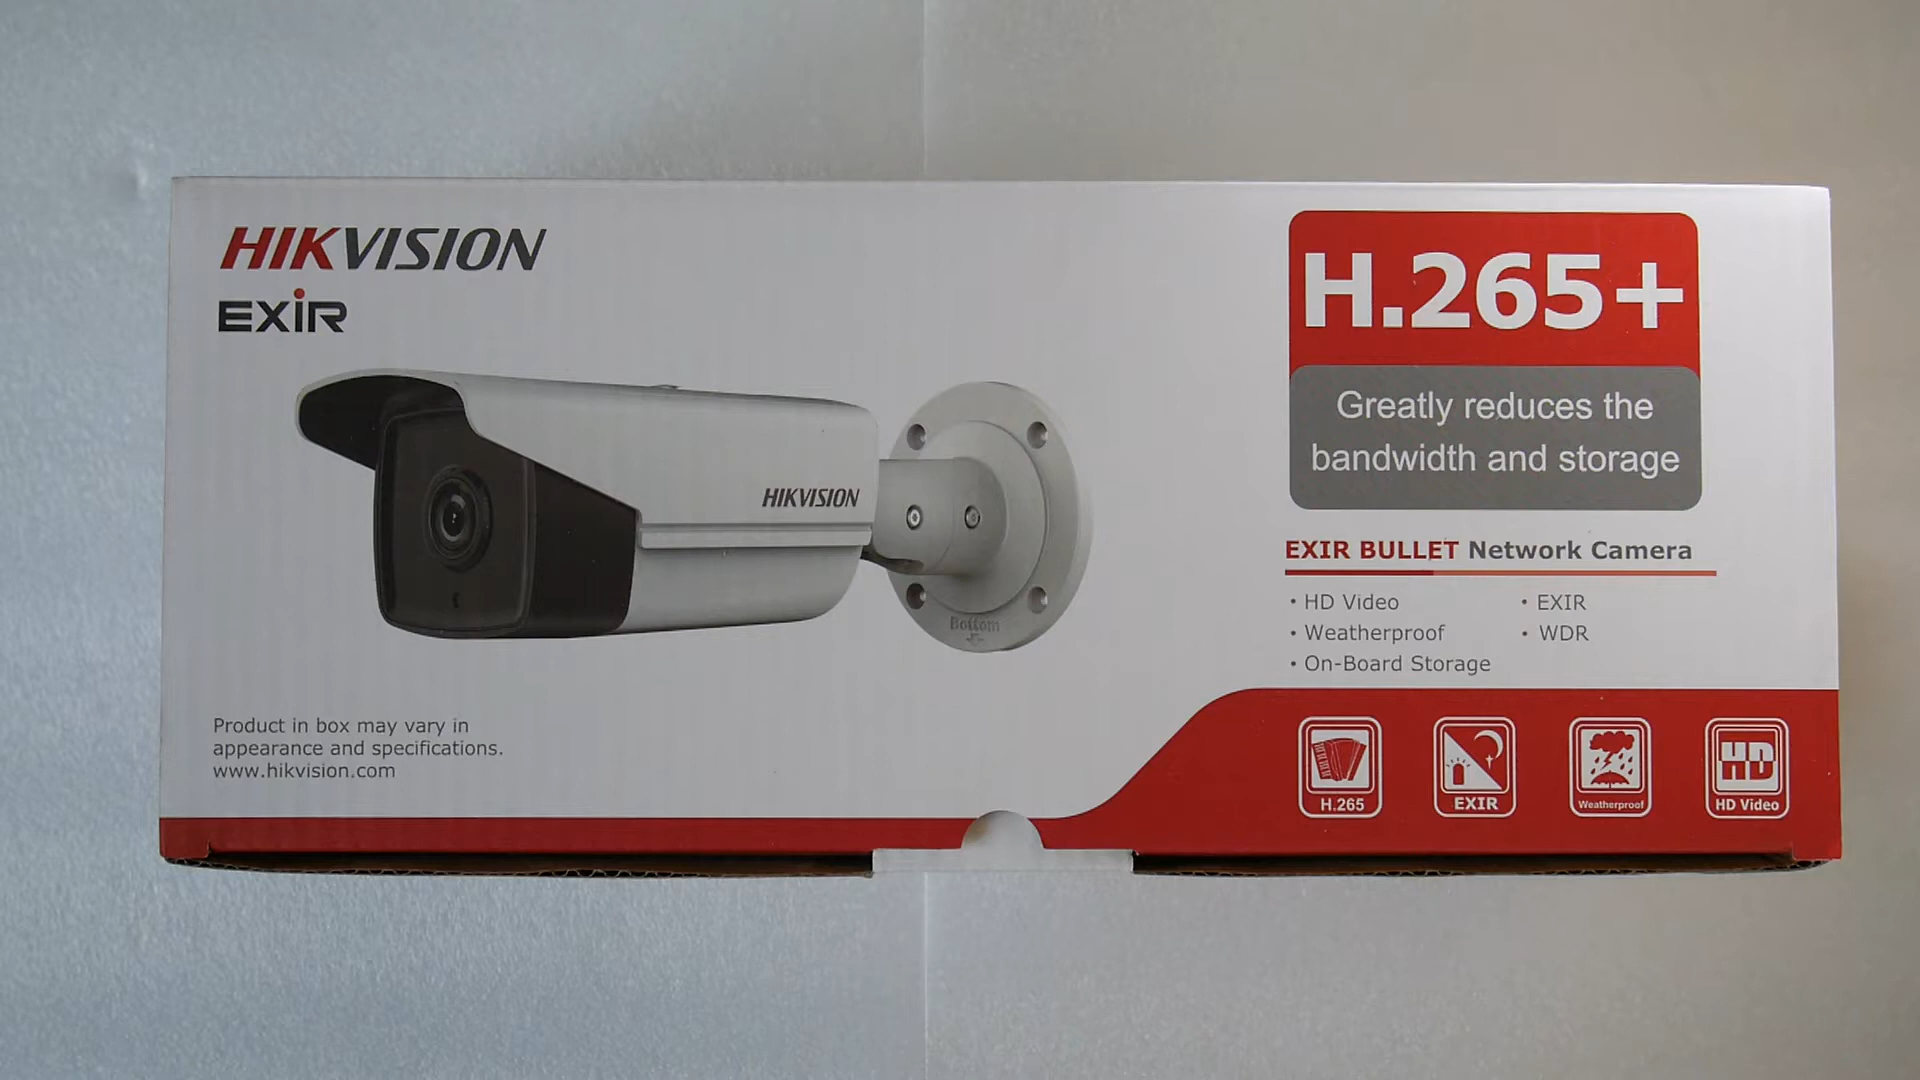 HIKVISION
EXIR
HIKVISION
Bottom
Product in box may vary in
appearance and specifications.
www.hikvision.com
H.265+
Greatly reduces the
bandwidth and storage
EXIR BULLET Network Camera
• HD Video
• Weatherproof
• On-Board Storage
• EXIR
• WDR
H.265
EXIR
Weatherproof
HD
HD Video